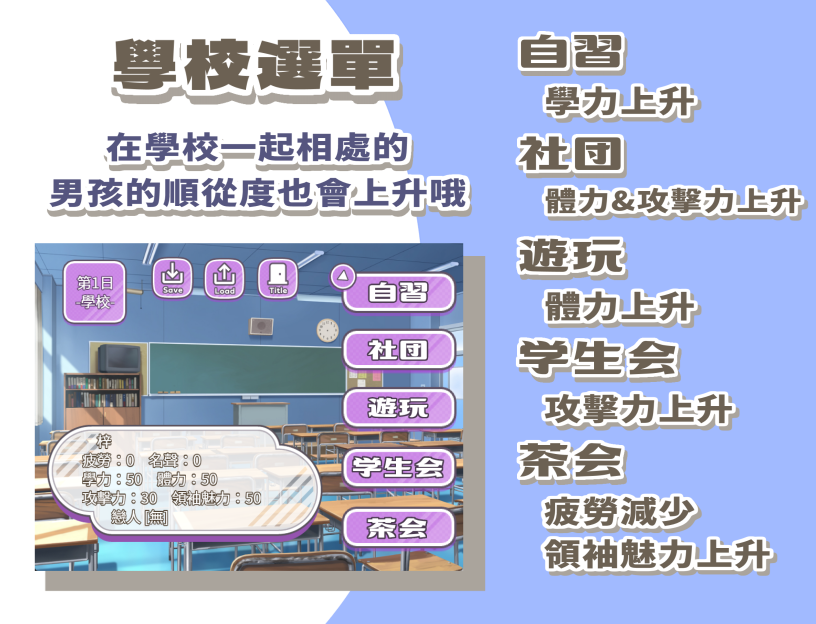 學校選單
在學校一起相處的
男孩的順從度也會上升哦
第1日
-學校-
Save
Load
Title
自習
社団
遊玩
学生会
茶会
梓
疲勞：0 名聲：0
學力：50 體力：50
攻擊力：30 領袖魅力：50
戀人 [無]
自習
學力上升
社団
體力&攻擊力上升
遊玩
體力上升
学生会
攻擊力上升
茶会
疲勞減少
領袖魅力上升